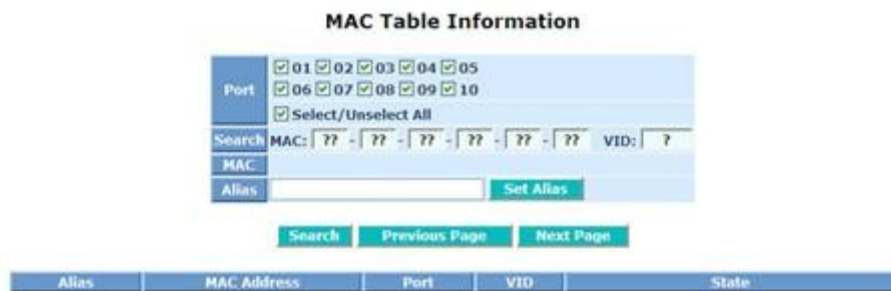 MAC Table Information
Port
01 02 03 04 05
06 07 08 09 10
Select/Unselect All
Search MAC: ?? - ?? - ?? - ?? - ?? - ?? VID: ?
MAC
Alias Set Alias
Search Previous Page Next Page
Alias MAC Address Port VID State